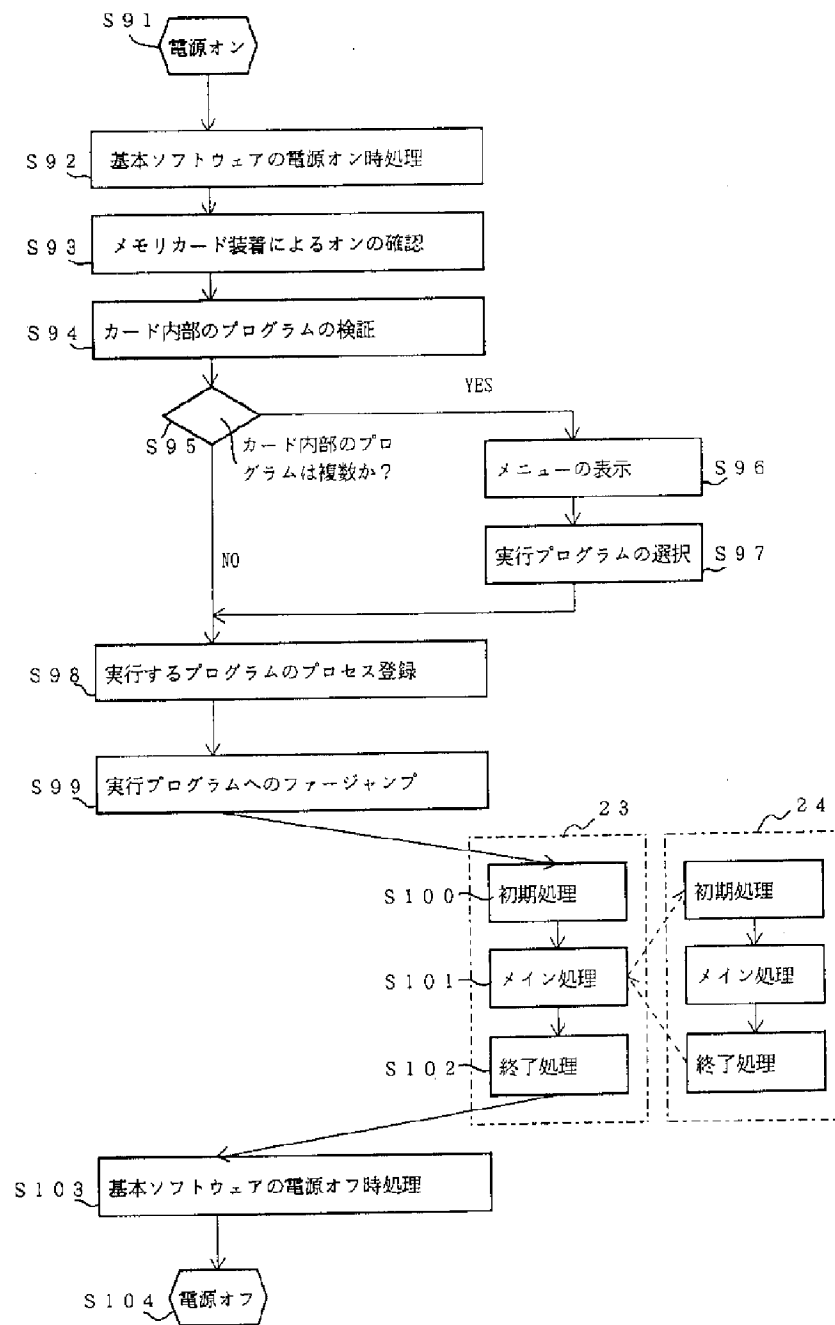 S91
電源オン
S92
基本ソフトウェアの電源オン時処理
S93
メモリカード装着によるオンの確認
S94
カード内部のプログラムの検証
YES
S95
カード内部のプロ
グラムは複数か?
メニューの表示
S96
NO
実行プログラムの選択
S97
S98
実行するプログラムのプロセス登録
S99
実行プログラムへのファージャンプ
23
24
S100
初期処理
初期処理
S101
メイン処理
メイン処理
S102
終了処理
終了処理
S103
基本ソフトウェアの電源オフ時処理
S104
電源オフ